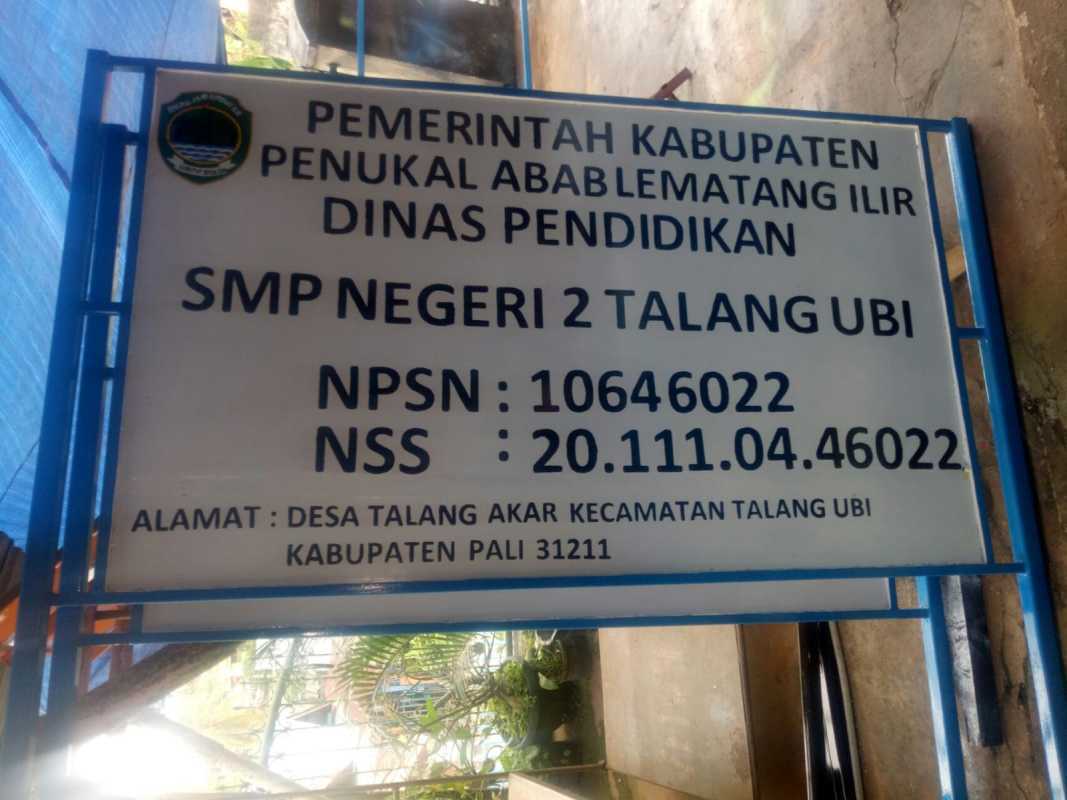 PEMERINTAH KABUPATEN
PENUKAL ABAB LEMATANG ILIR
DINAS PENDIDIKAN
SMP NEGERI 2 TALANG UBI
NPSN : 10646022
NSS : 20.111.04.46022
ALAMAT : DESA TALANG AKAR KECAMATAN TALANG UBI
KABUPATEN PALI 31211